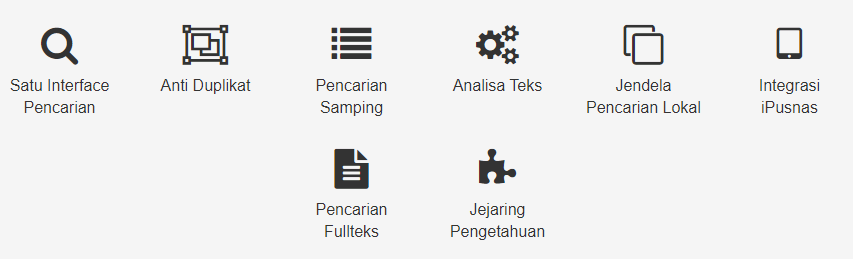 Satu Interface
Pencarian
Anti Duplikat
Pencarian
Samping
Analisa Teks
Jendela
Pencarian Lokal
Integrasi
iPusnas
Pencarian
Fullteks
Jejaring
Pengetahuan